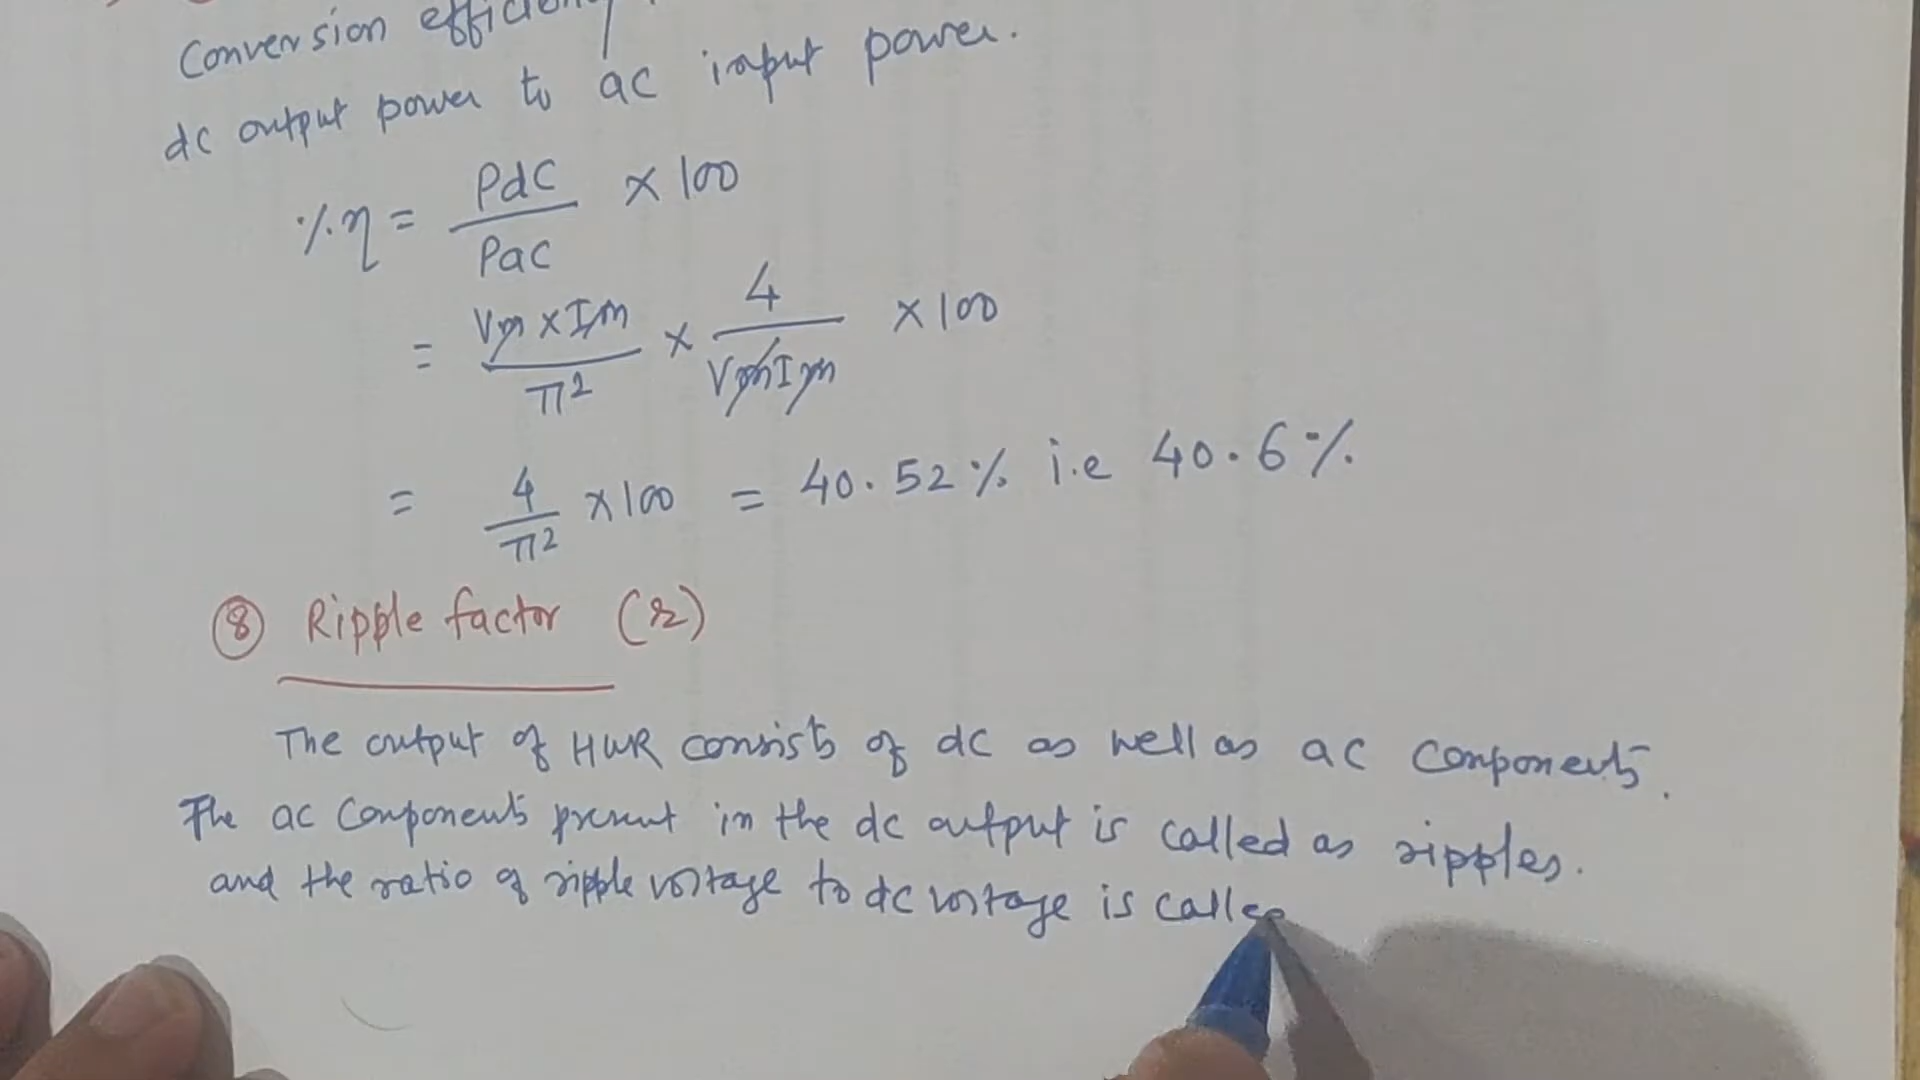 Conversion efficiency
dc output power to ac input power.
%η = Pdc / Pac × 100
= Vm × Im / π² × 4 / VmIm × 100
= 4 / π² × 100 = 40.52% i.e 40.6%
⑧ Ripple factor (r)
The output of HWR consists of dc as well as ac components.
The ac components present in the dc output is called as ripples.
and the ratio of ripple voltage to dc voltage is calle